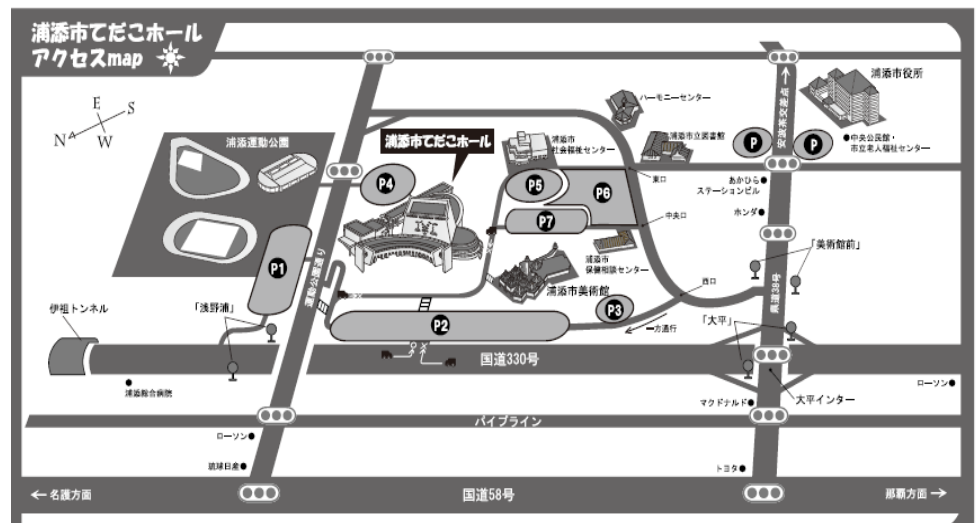 浦添市てだこホール
アクセスmap
E
S
N
W
浦添運動公園
浦添市てだこホール
ハーモニーセンター
浦添市
社会福祉センター
浦添市立図書館
浦添市役所
安波茶交差点
P
P
中央公民館・
市立老人福祉センター
東口
あかひら
ステーションビル
ホンダ
P4
P5
P6
P7
中央口
「美術館前」
浦添市
保健相談センター
浦添市美術館
西口
県道38号
P1
運動公園通り
P3
一方通行
P2
「浅野浦」
伊祖トンネル
「大平」
国道330号
浦添総合病院
ローソン
マクドナルド
大平インター
パイプライン
ローソン
琉球日産
トヨタ
←名護方面
国道58号
那覇方面→